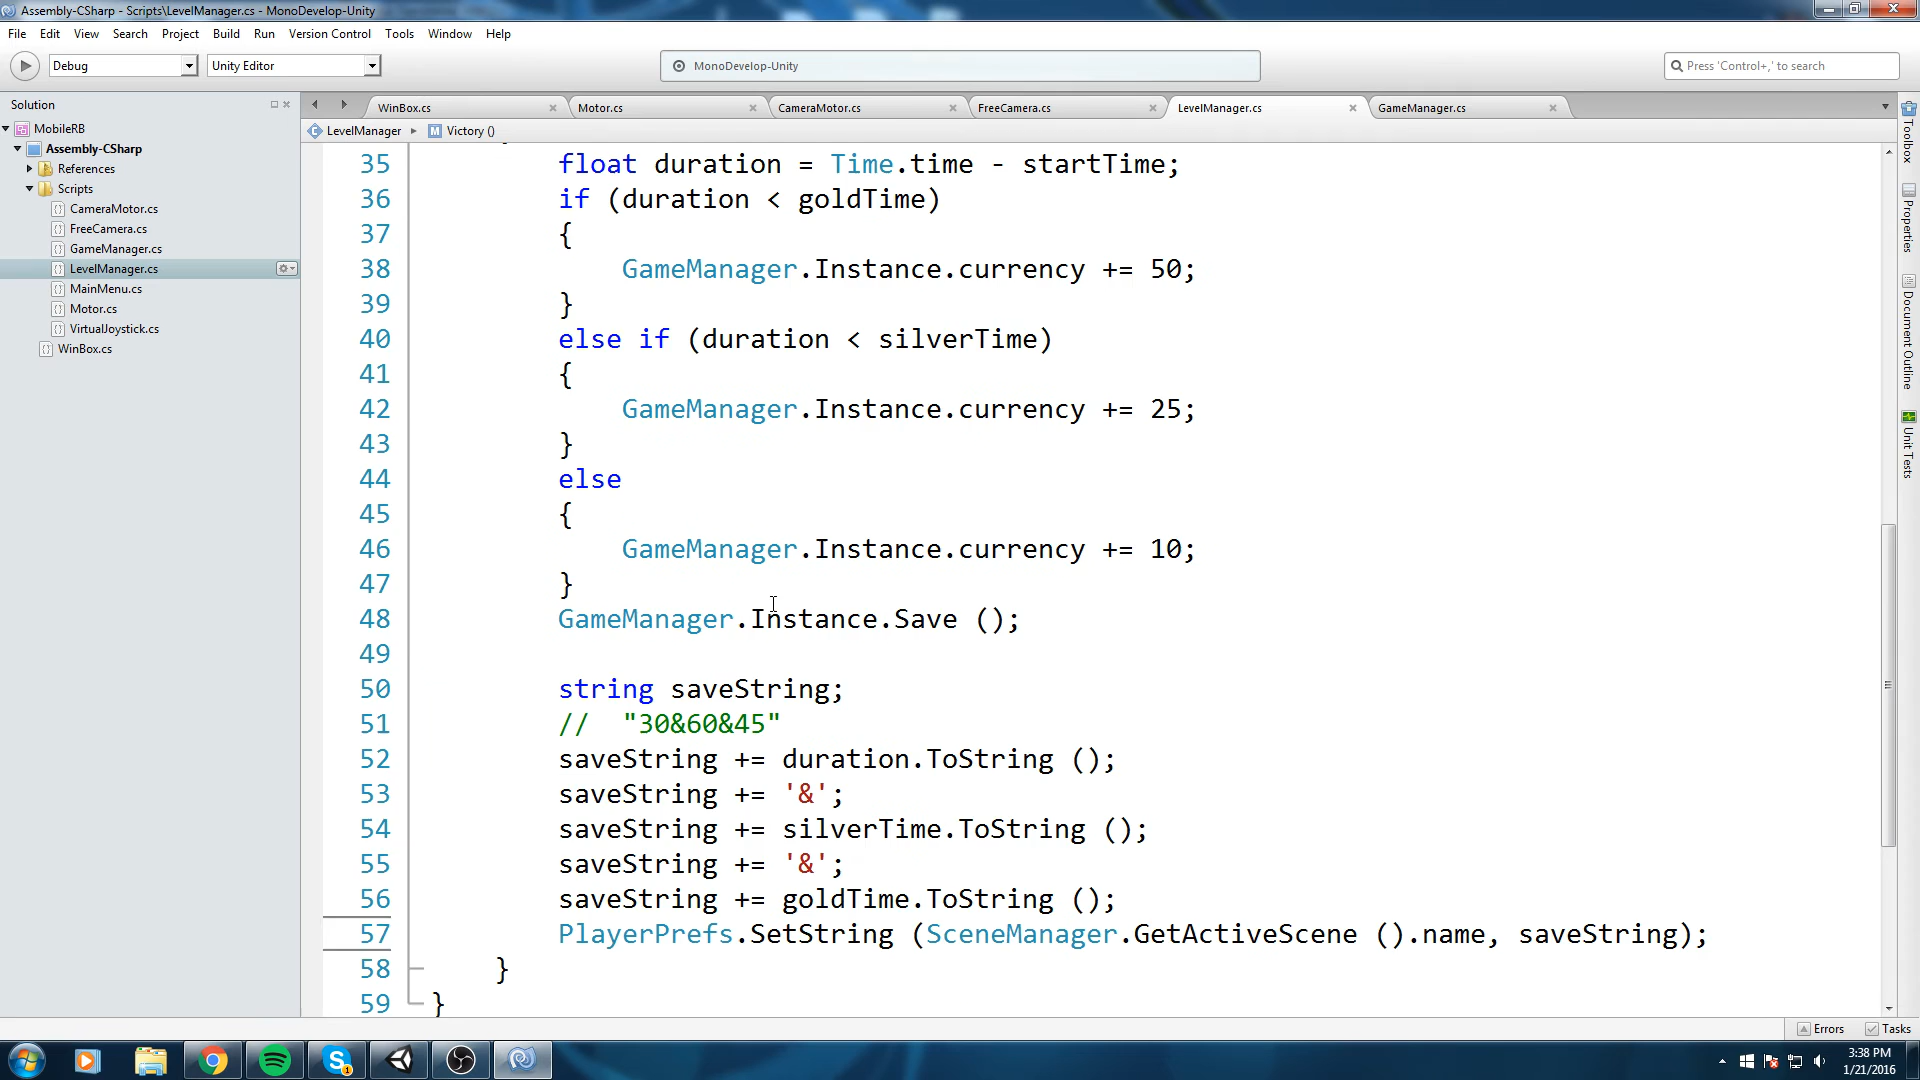 Assembly-CSharp - Scripts\LevelManager.cs - MonoDevelop-Unity
File Edit View Search Project Build Run Version Control Tools Window Help
Debug Unity Editor MonoDevelop-Unity Press 'Control+,' to search
Solution
MobileRB
Assembly-CSharp
References
Scripts
CameraMotor.cs
FreeCamera.cs
GameManager.cs
LevelManager.cs
MainMenu.cs
Motor.cs
VirtualJoystick.cs
WinBox.cs
WinBox.cs Motor.cs CameraMotor.cs FreeCamera.cs LevelManager.cs GameManager.cs
LevelManager Victory ()
35 float duration = Time.time - startTime;
36 if (duration < goldTime)
37 {
38 GameManager.Instance.currency += 50;
39 }
40 else if (duration < silverTime)
41 {
42 GameManager.Instance.currency += 25;
43 }
44 else
45 {
46 GameManager.Instance.currency += 10;
47 }
48 GameManager.Instance.Save ();
49
50 string saveString;
51 // "30&60&45"
52 saveString += duration.ToString ();
53 saveString += '&';
54 saveString += silverTime.ToString ();
55 saveString += '&';
56 saveString += goldTime.ToString ();
57 PlayerPrefs.SetString (SceneManager.GetActiveScene ().name, saveString);
58 }
59 }
Toolbox
Properties
Document Outline
Unit Tests
Errors Tasks
3:38 PM
1/21/2016